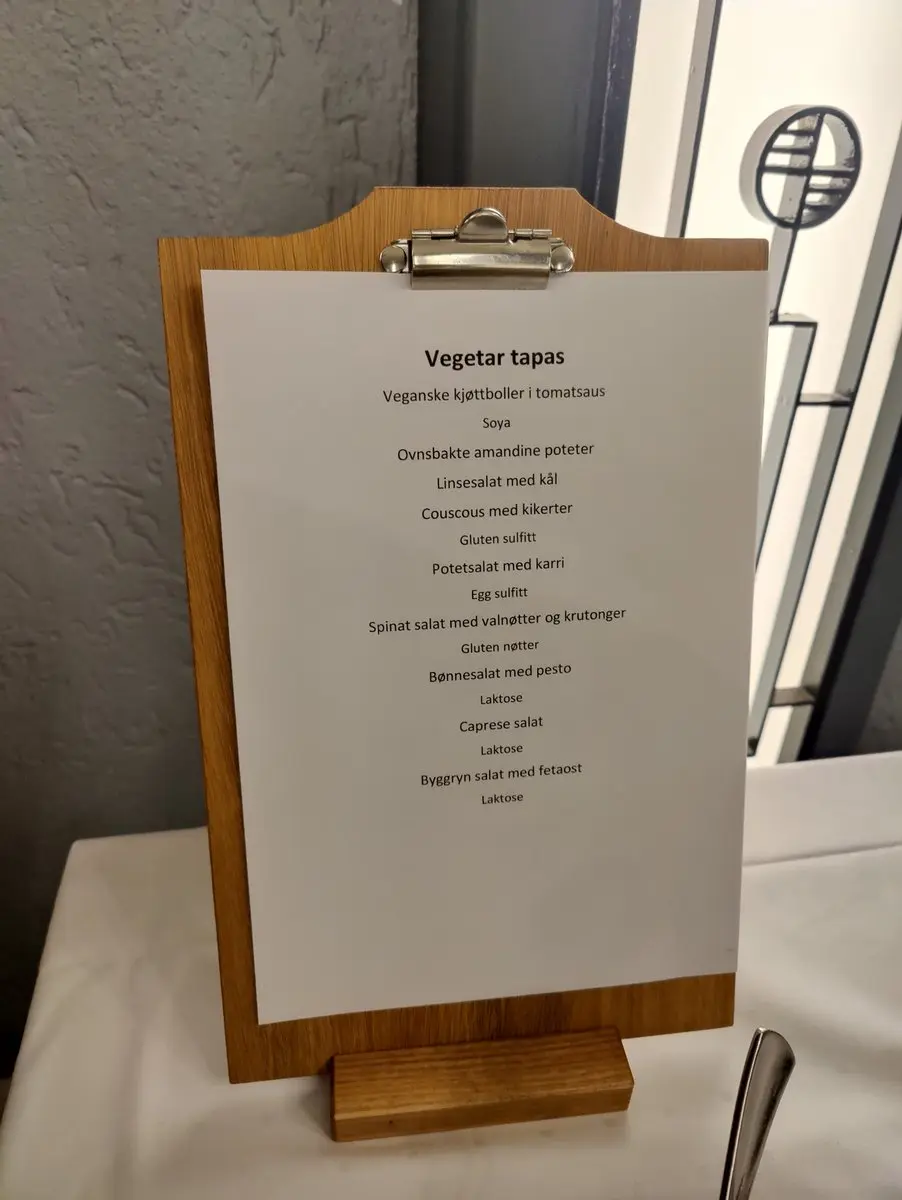 Vegetar tapas
Veganske kjøttboller i tomatsaus
Soya
Ovnsbakte amandine poteter
Linsesalat med kål
Couscous med kikerter
Gluten sulfitt
Potetsalat med karri
Egg sulfitt
Spinat salat med valnøtter og krutonger
Gluten nøtter
Bønnesalat med pesto
Laktose
Caprese salat
Laktose
Byggryn salat med fetaost
Laktose